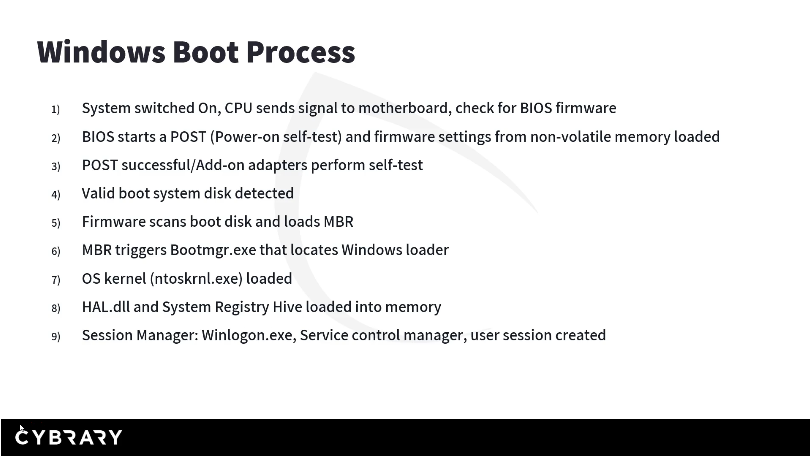 Windows Boot Process
1) System switched On, CPU sends signal to motherboard, check for BIOS firmware
2) BIOS starts a POST (Power-on self-test) and firmware settings from non-volatile memory loaded
3) POST successful/Add-on adapters perform self-test
4) Valid boot system disk detected
5) Firmware scans boot disk and loads MBR
6) MBR triggers Bootmgr.exe that locates Windows loader
7) OS kernel (ntoskrnl.exe) loaded
8) HAL.dll and System Registry Hive loaded into memory
9) Session Manager: Winlogon.exe, Service control manager, user session created
CYBRARY